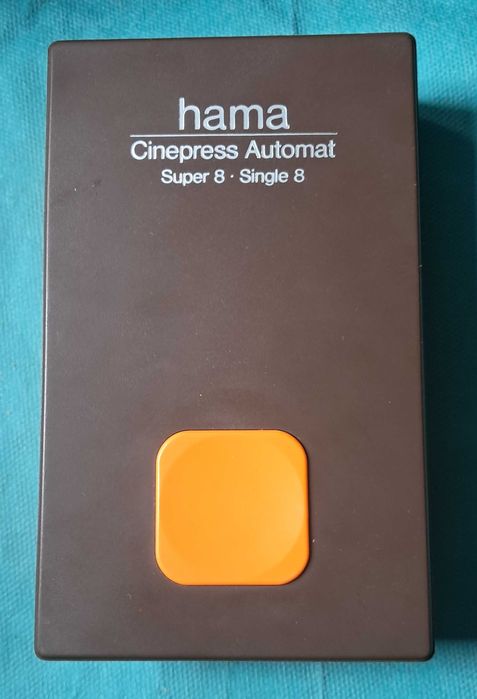 hama
Cinepress Automat
Super 8 · Single 8